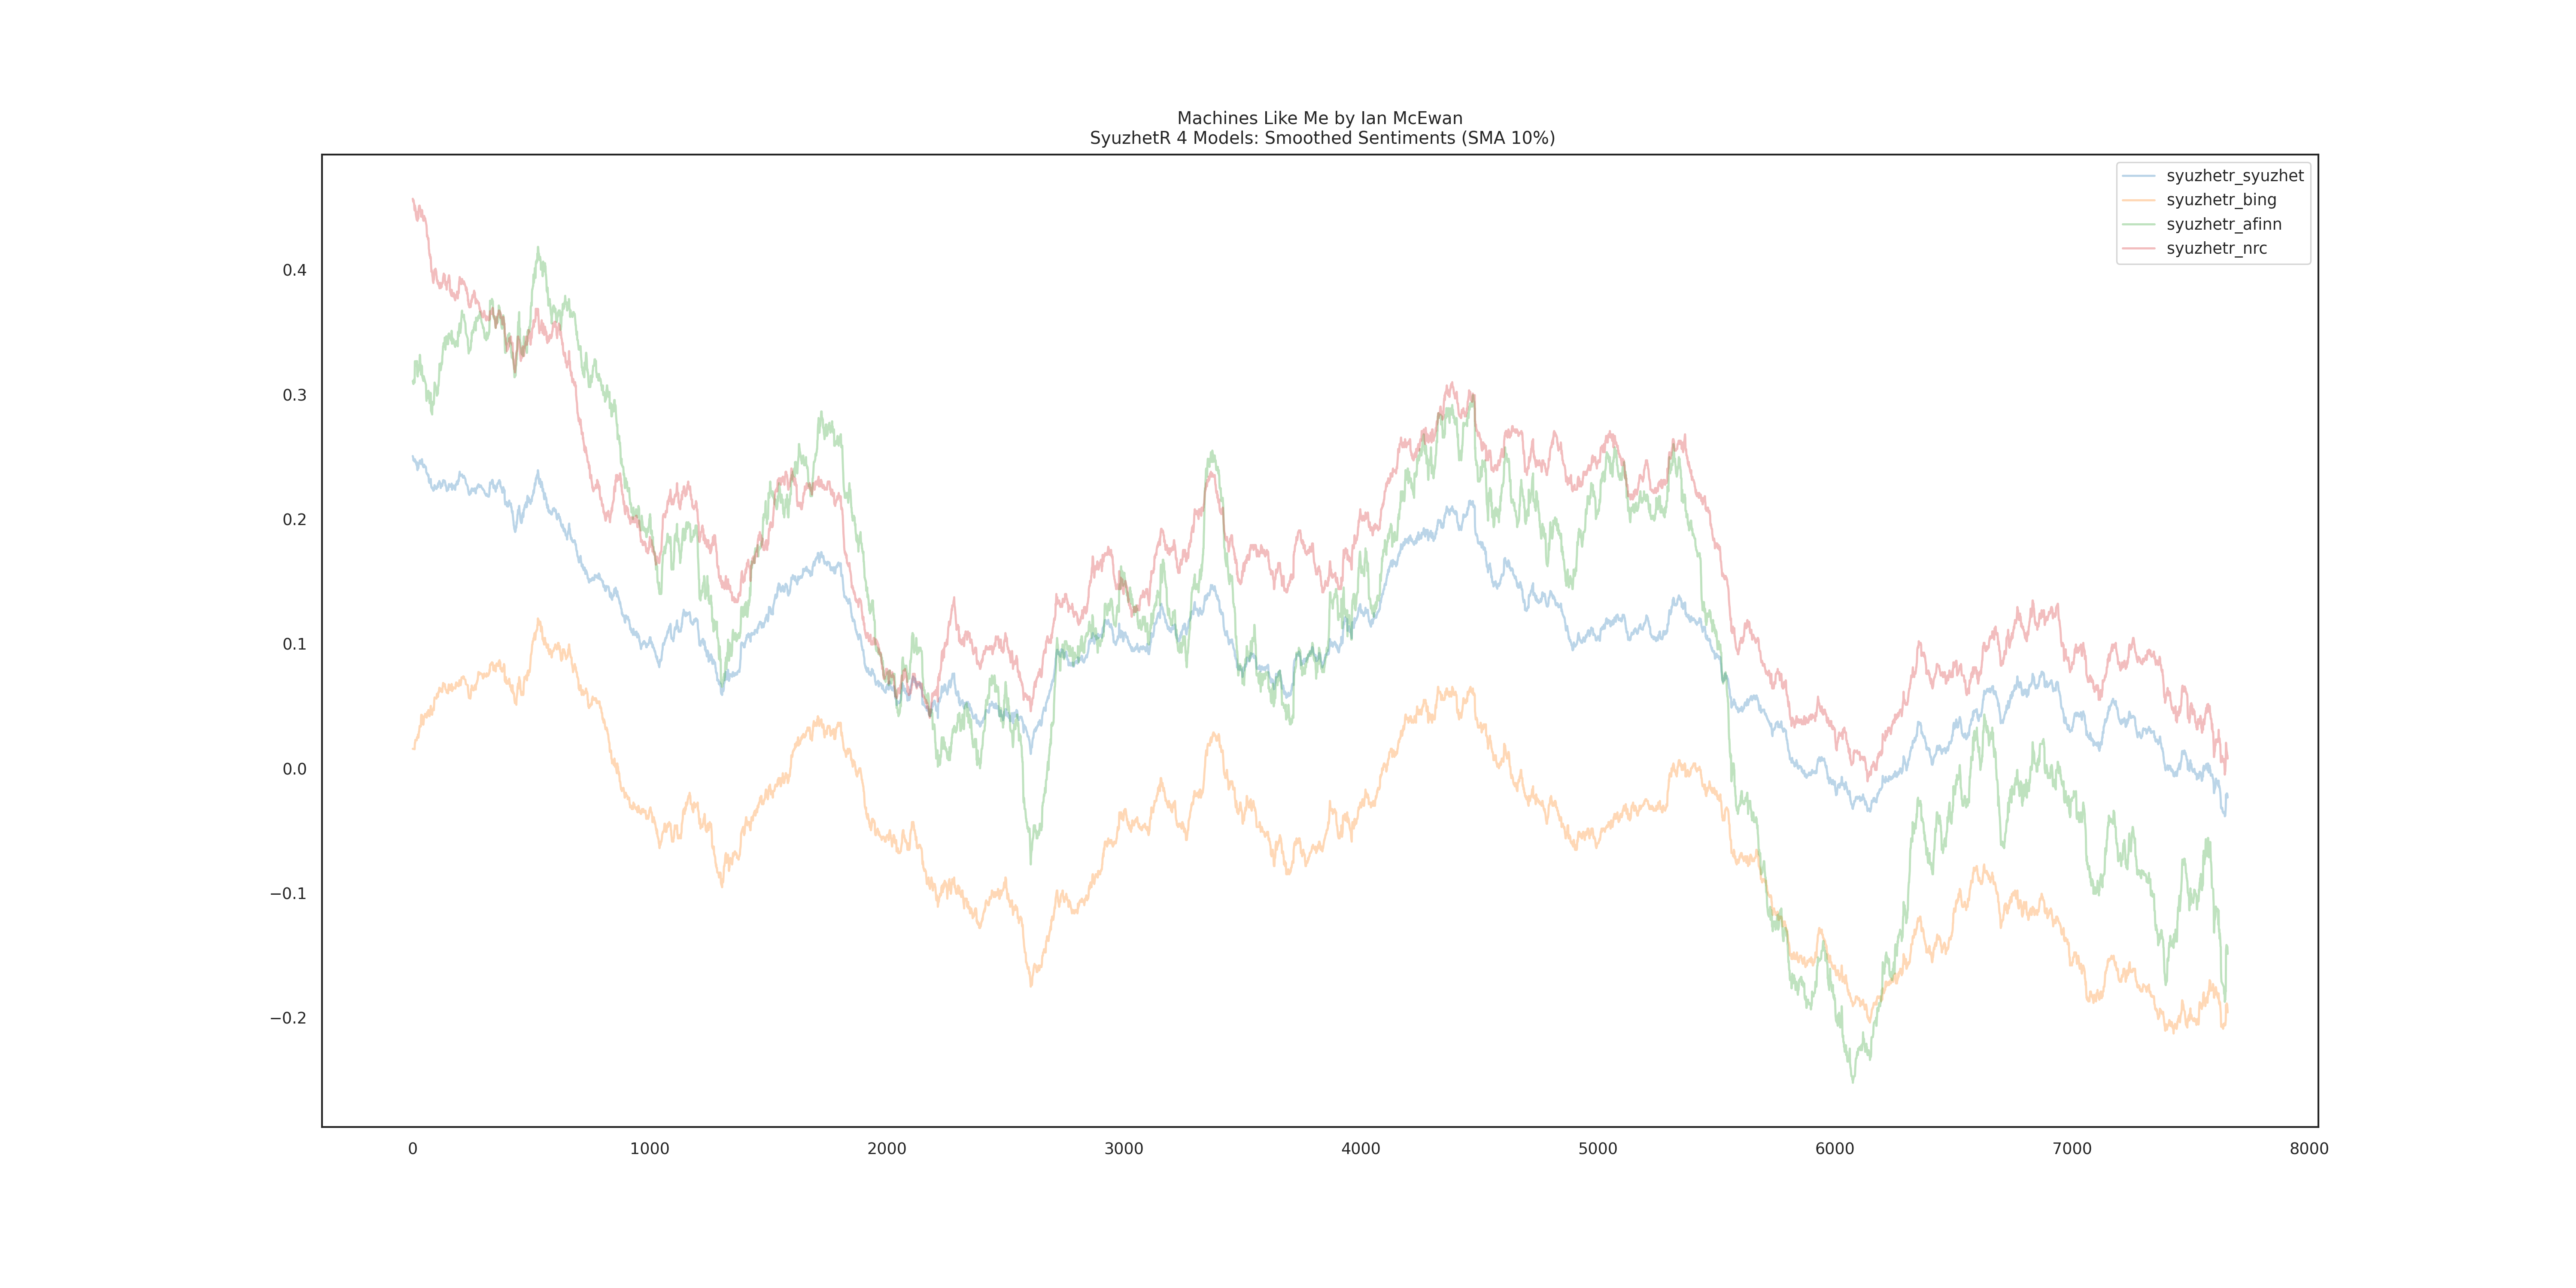 Machines Like Me by Ian McEwan
SyuzhetR 4 Models: Smoothed Sentiments (SMA 10%)
syuzhetr_syuzhet
syuzhetr_bing
syuzhetr_afinn
syuzhetr_nrc
0.4
0.3
0.2
0.1
0.0
−0.1
−0.2
0 1000 2000 3000 4000 5000 6000 7000 8000